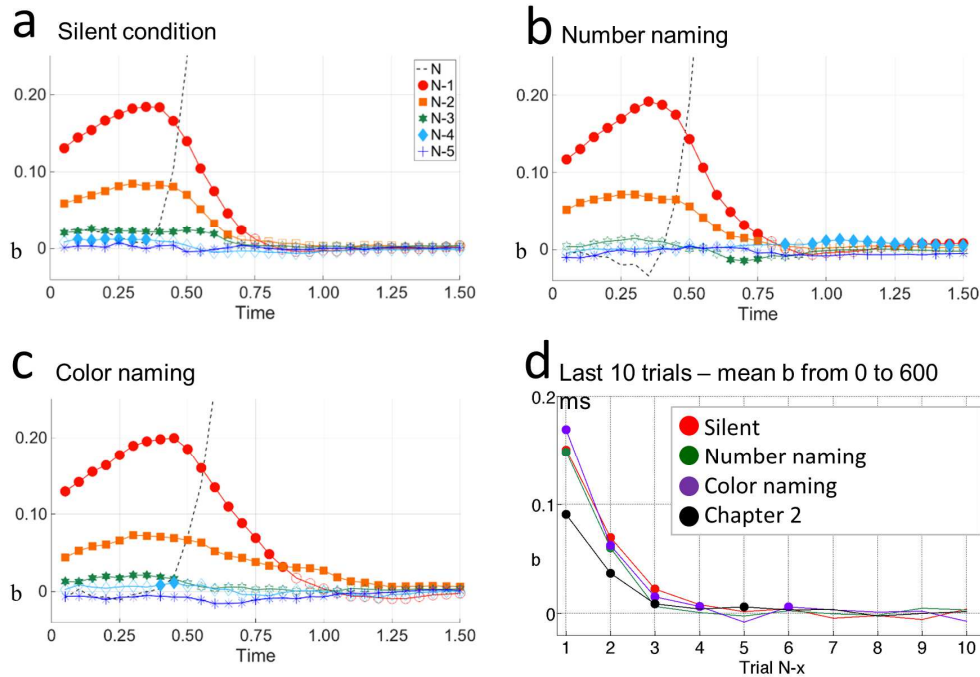 a
Silent condition
0.20
0.10
b 0
0 0.25 0.50 0.75 1.00 1.25 1.50
Time
N
N-1
N-2
N-3
N-4
N-5
b
Number naming
0.20
0.10
b 0
0 0.25 0.50 0.75 1.00 1.25 1.50
Time
c
Color naming
0.20
0.10
b 0
0 0.25 0.50 0.75 1.00 1.25 1.50
Time
d
Last 10 trials – mean b from 0 to 600
ms
0.2
0.1
b
0
Silent
Number naming
Color naming
Chapter 2
1 2 3 4 5 6 7 8 9 10
Trial N-x